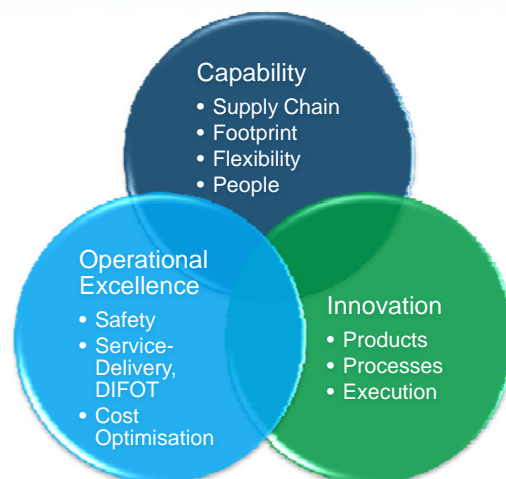 Capability
• Supply Chain
• Footprint
• Flexibility
• People
Operational
Excellence
• Safety
• Service-
Delivery,
DIFOT
• Cost
Optimisation
Innovation
• Products
• Processes
• Execution